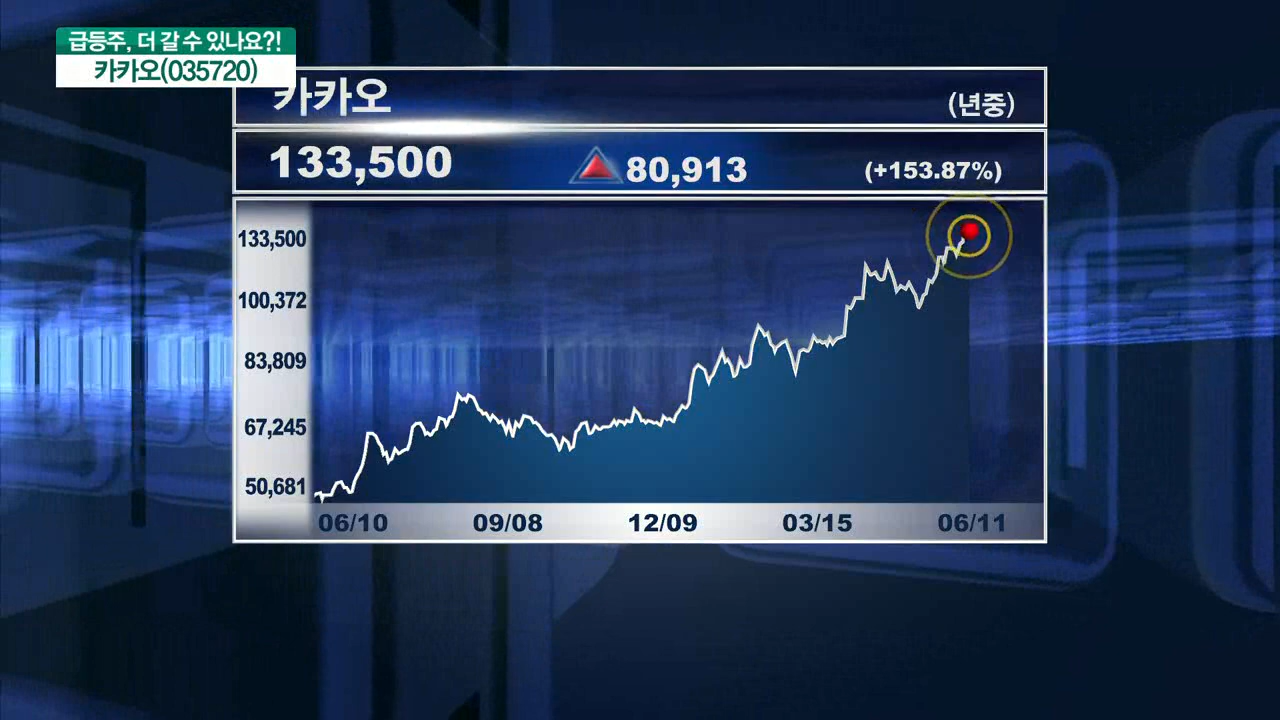 급등주, 더 갈 수 있나요?!
카카오(035720)
카카오 (년중)
133,500 80,913 (+153.87%)
133,500
100,372
83,809
67,245
50,681
06/10 09/08 12/09 03/15 06/11